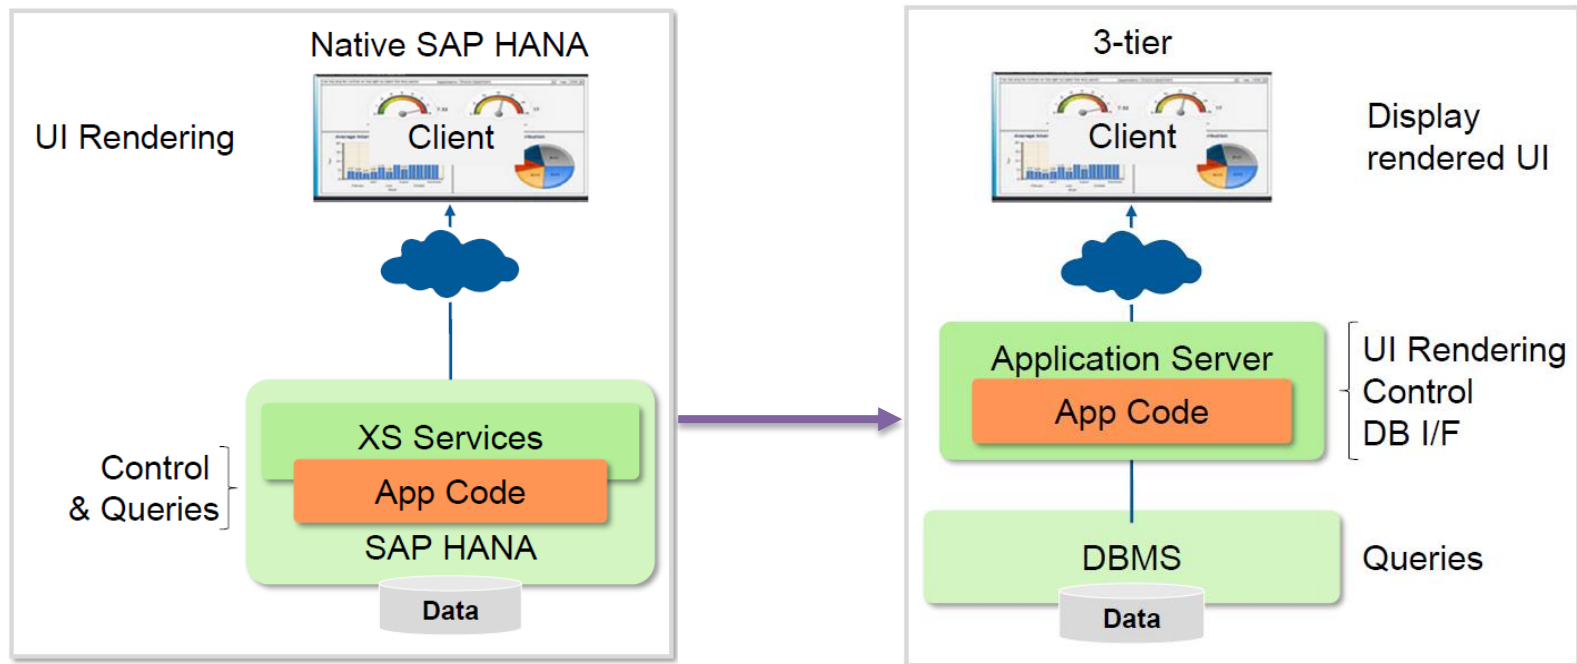 Native SAP HANA
UI Rendering
Client
XS Services
Control
& Queries
App Code
SAP HANA
Data
3-tier
Client
Display
rendered UI
Application Server
App Code
UI Rendering
Control
DB I/F
DBMS
Queries
Data